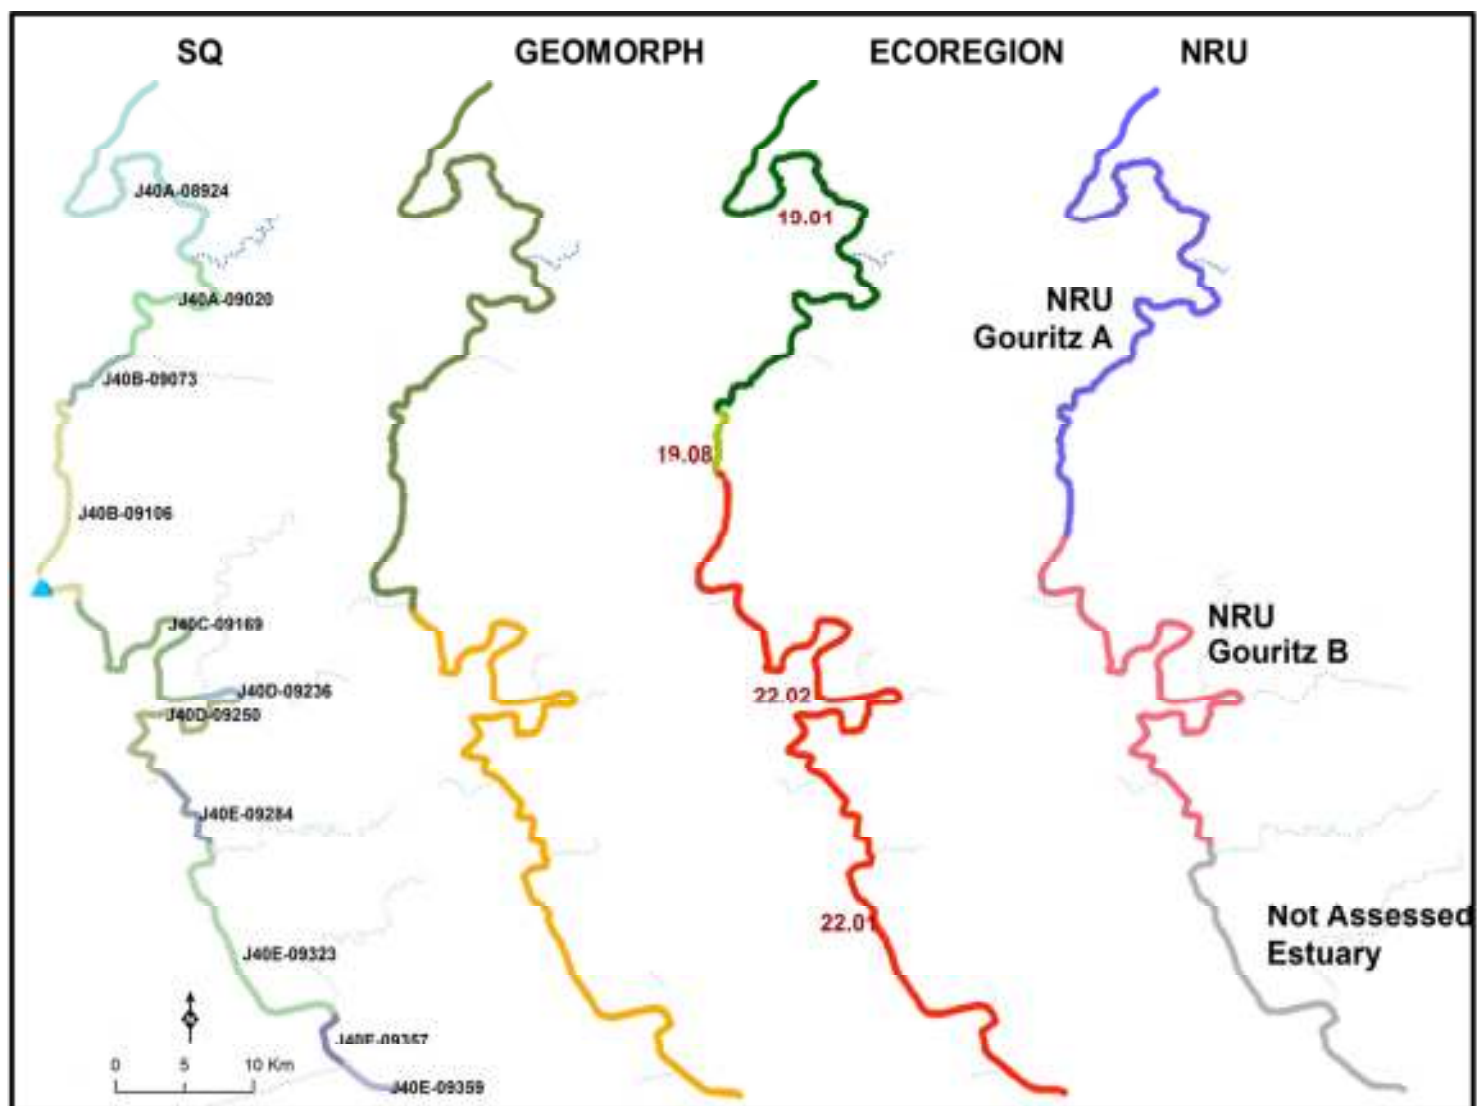 SQ
GEOMORPH
ECOREGION
NRU
J40A-08924
19.01
J40A-09020
NRU
Gouritz A
J40B-09073
19.08
J40B-09106
J40C-09169
NRU
Gouritz B
J40D-09236
22.02
J40D-09250
J40E-09284
22.01
Not Assessed
Estuary
J40E-09323
N
J40E-09357
0 5 10 Km
J40E-09359